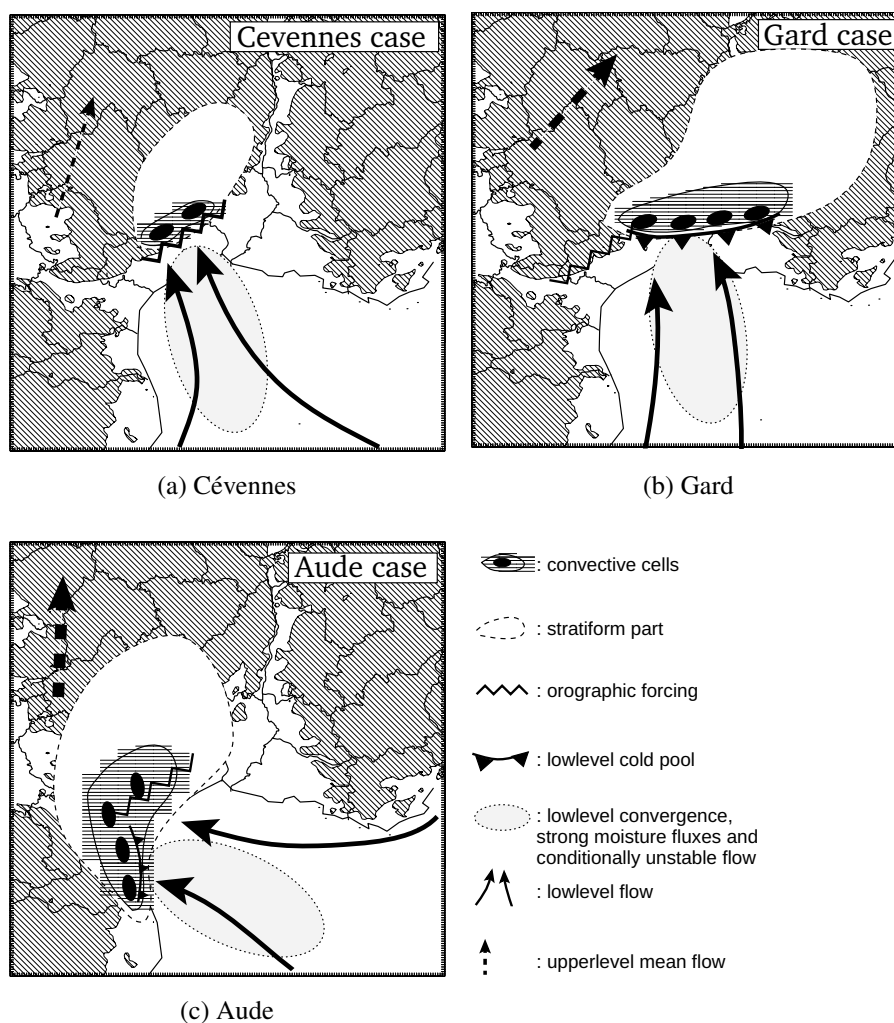 Cevennes case
Gard case
(a) Cévennes
(b) Gard
Aude case
: convective cells
: stratiform part
: orographic forcing
: lowlevel cold pool
: lowlevel convergence,
strong moisture fluxes and
conditionally unstable flow
: lowlevel flow
: upperlevel mean flow
(c) Aude